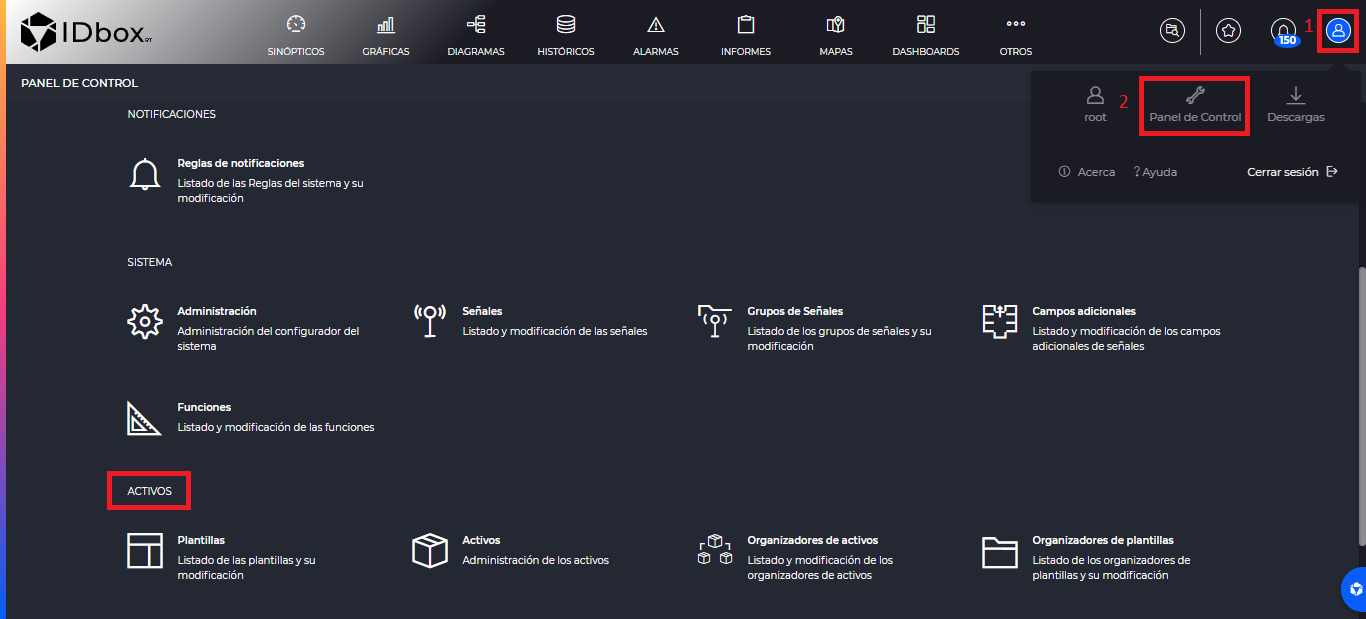 IDbox RT
SINÓPTICOS
GRÁFICAS
DIAGRAMAS
HISTÓRICOS
ALARMAS
INFORMES
MAPAS
DASHBOARDS
OTROS
150
1
PANEL DE CONTROL
root
2
Panel de Control
Descargas
Acerca
? Ayuda
Cerrar sesión
NOTIFICACIONES
Reglas de notificaciones
Listado de las Reglas del sistema y su
modificación
SISTEMA
Administración
Administración del configurador del
sistema
Señales
Listado y modificación de las señales
Grupos de Señales
Listado de los grupos de señales y su
modificación
Campos adicionales
Listado y modificación de los campos
adicionales de señales
Funciones
Listado y modificación de las funciones
ACTIVOS
Plantillas
Listado de las plantillas y su
modificación
Activos
Administración de los activos
Organizadores de activos
Listado y modificación de los
organizadores de activos
Organizadores de plantillas
Listado de los organizadores de
plantillas y su modificación